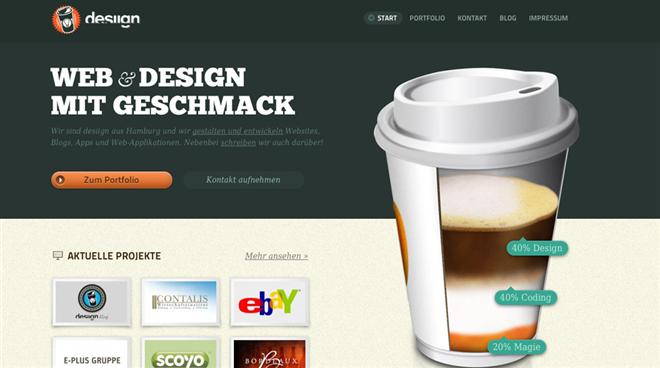 desiign
START PORTFOLIO KONTAKT BLOG IMPRESSUM
WEB & DESIGN
MIT GESCHMACK
Wir sind design aus Hamburg und wir gestalten und entwickeln Websites,
Blogs, Apps und Web-Applikationen. Nebenbei schreiben wir auch darüber!
Zum Portfolio Kontakt aufnehmen
40% Design
40% Coding
20% Magie
AKTUELLE PROJEKTE Mehr ansehen »
desiign blog
CONTALIS
ebaY
E-PLUS GRUPPE
scoyo
BORDEAUX